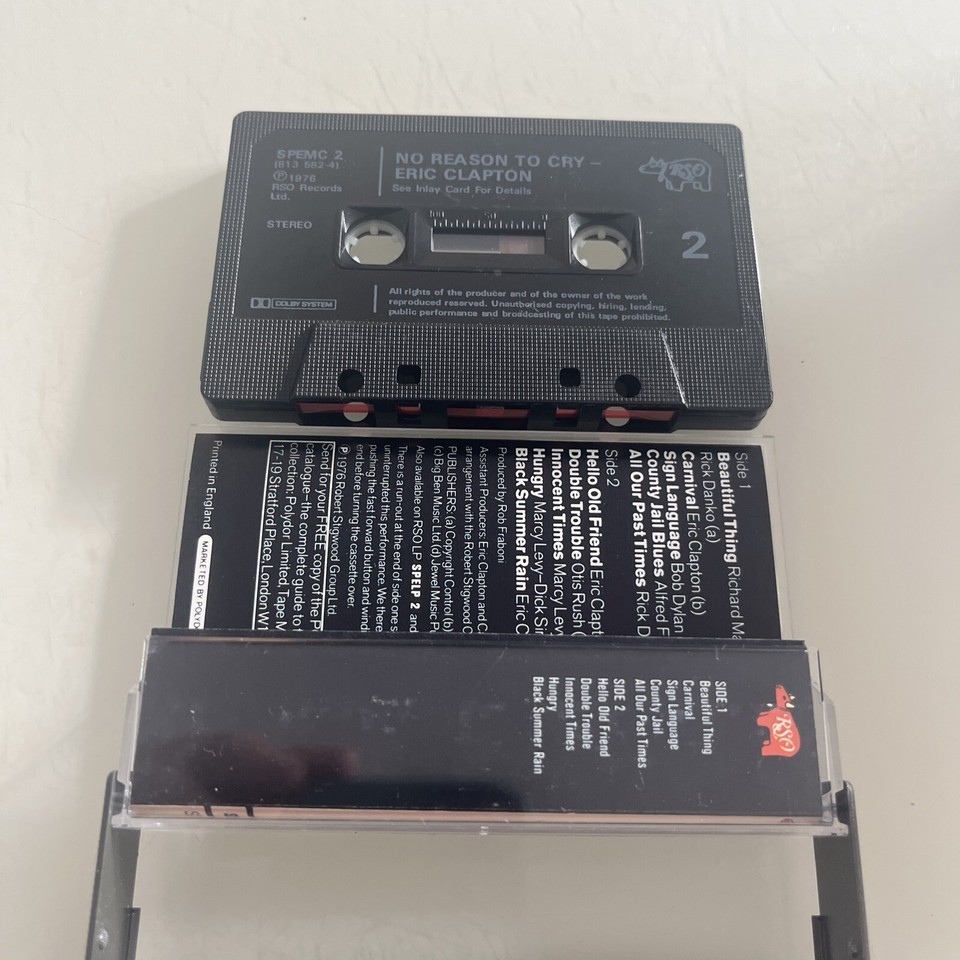 SPEMC 2
(813 582-4)
Ⓟ1976
RSO Records
Ltd.
NO REASON TO CRY –
ERIC CLAPTON
See Inlay Card For Details
RSO
STEREO
100 50 0
2
DOLBY SYSTEM
All rights of the producer and of the owner of the work
reproduced reserved. Unauthorised copying, hiring, lending,
public performance and broadcasting of this tape prohibited.
Side 1
Beautiful Thing Richard Ma
Rick Danko (a)
Carnival Eric Clapton (b)
Sign Language Bob Dylan
County Jail Blues Alfred F
All Our Past Times Rick D
Side 2
Hello Old Friend Eric Clapt
Double Trouble Otis Rush (
Innocent Times Marcy Lev
Hungry Marcy Levy–Dick Si
Black Summer Rain Eric C
Produced by Rob Fraboni
Assistant Producers: Eric Clapton and C
arrangement with the Robert Stigwood
PUBLISHERS: (a) Copyright Control (b)
(c) Big Ben Music Ltd. (d) Jewel Music P
Also available on RSO LP SPELP 2 and
There is a run-out at the end of side one s
uninterrupted this performance. We there
pushing the fast forward button and wind
end before turning the cassette over.
Ⓟ 1976 Robert Stigwood Group Ltd.
Send for your FREE copy of the P
catalogue–the complete guide to t
collection: Polydor Limited, Tape M
17-19 Stratford Place, London W1
Printed in England
MARKETED BY POLYD
RSO
SIDE 1
Beautiful Thing
Carnival
Sign Language
County Jail
All Our Past Times
SIDE 2
Hello Old Friend
Double Trouble
Innocent Times
Hungry
Black Summer Rain